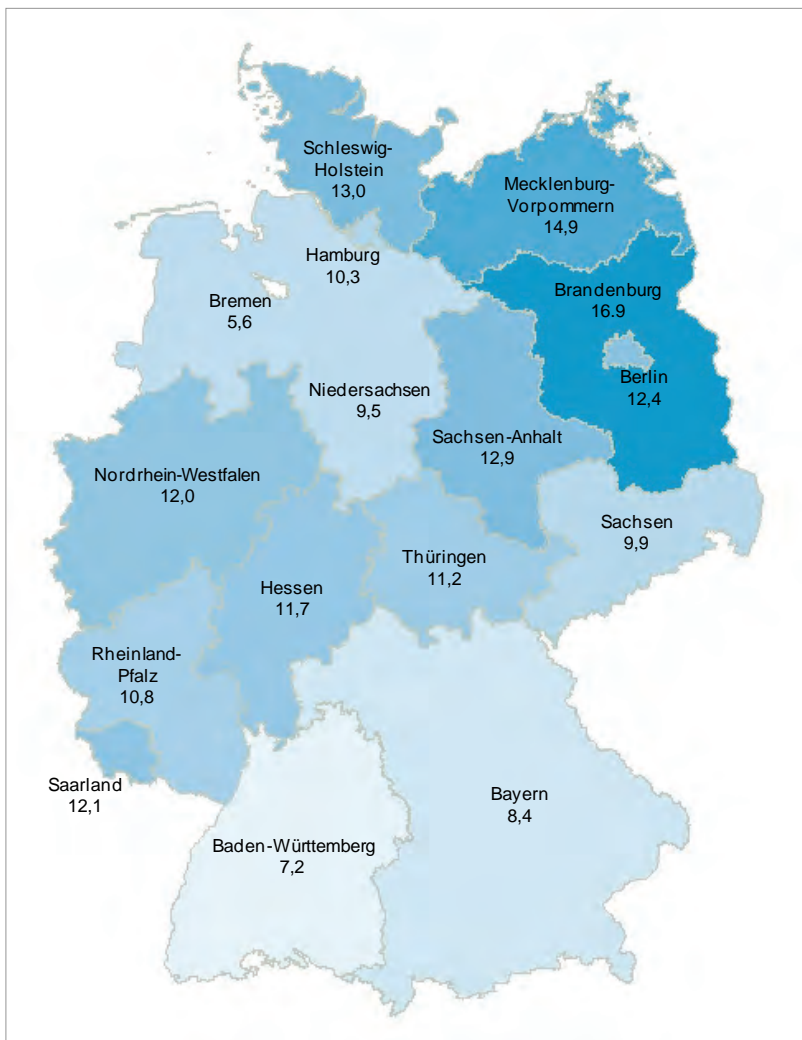 Schleswig-
Holstein
13,0
Mecklenburg-
Vorpommern
14,9
Hamburg
10,3
Bremen
5,6
Brandenburg
16.9
Berlin
12,4
Niedersachsen
9,5
Sachsen-Anhalt
12,9
Nordrhein-Westfalen
12,0
Sachsen
9,9
Thüringen
11,2
Hessen
11,7
Rheinland-
Pfalz
10,8
Saarland
12,1
Bayern
8,4
Baden-Württemberg
7,2